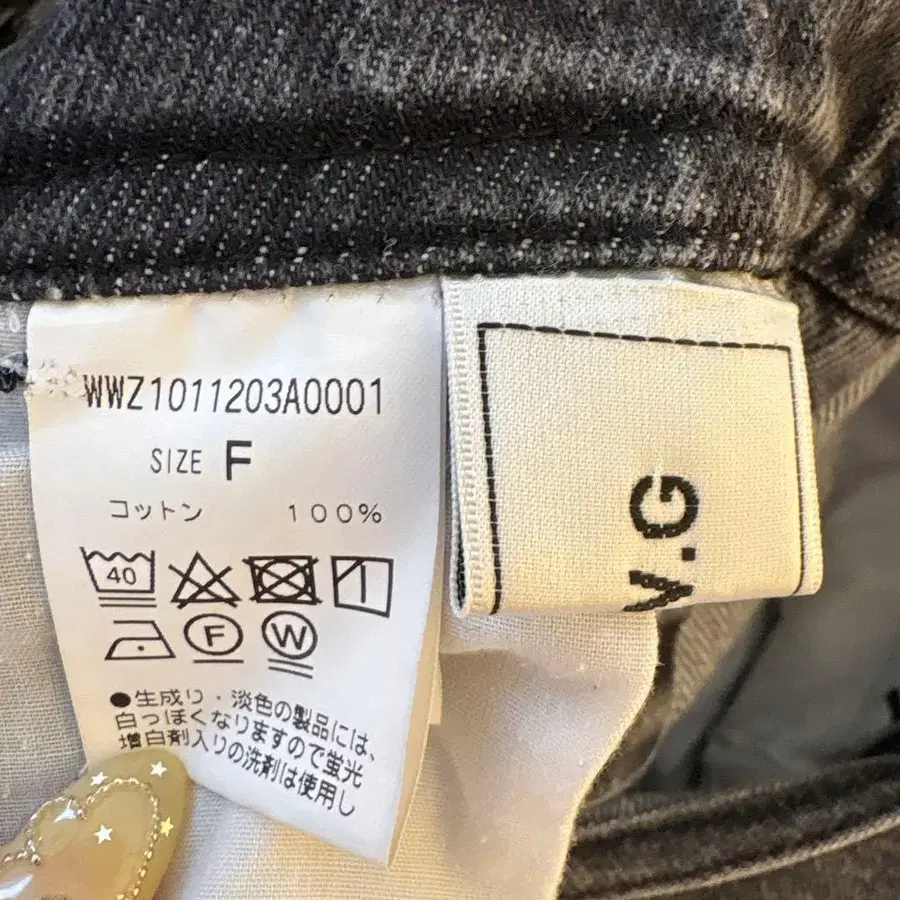 WWZ1011203A0001
SIZE F
コットン 100%
40
F W
●生成り・淡色の製品には、
白っぽくなりますので蛍光
増白剤入りの洗剤は使用し
V.G